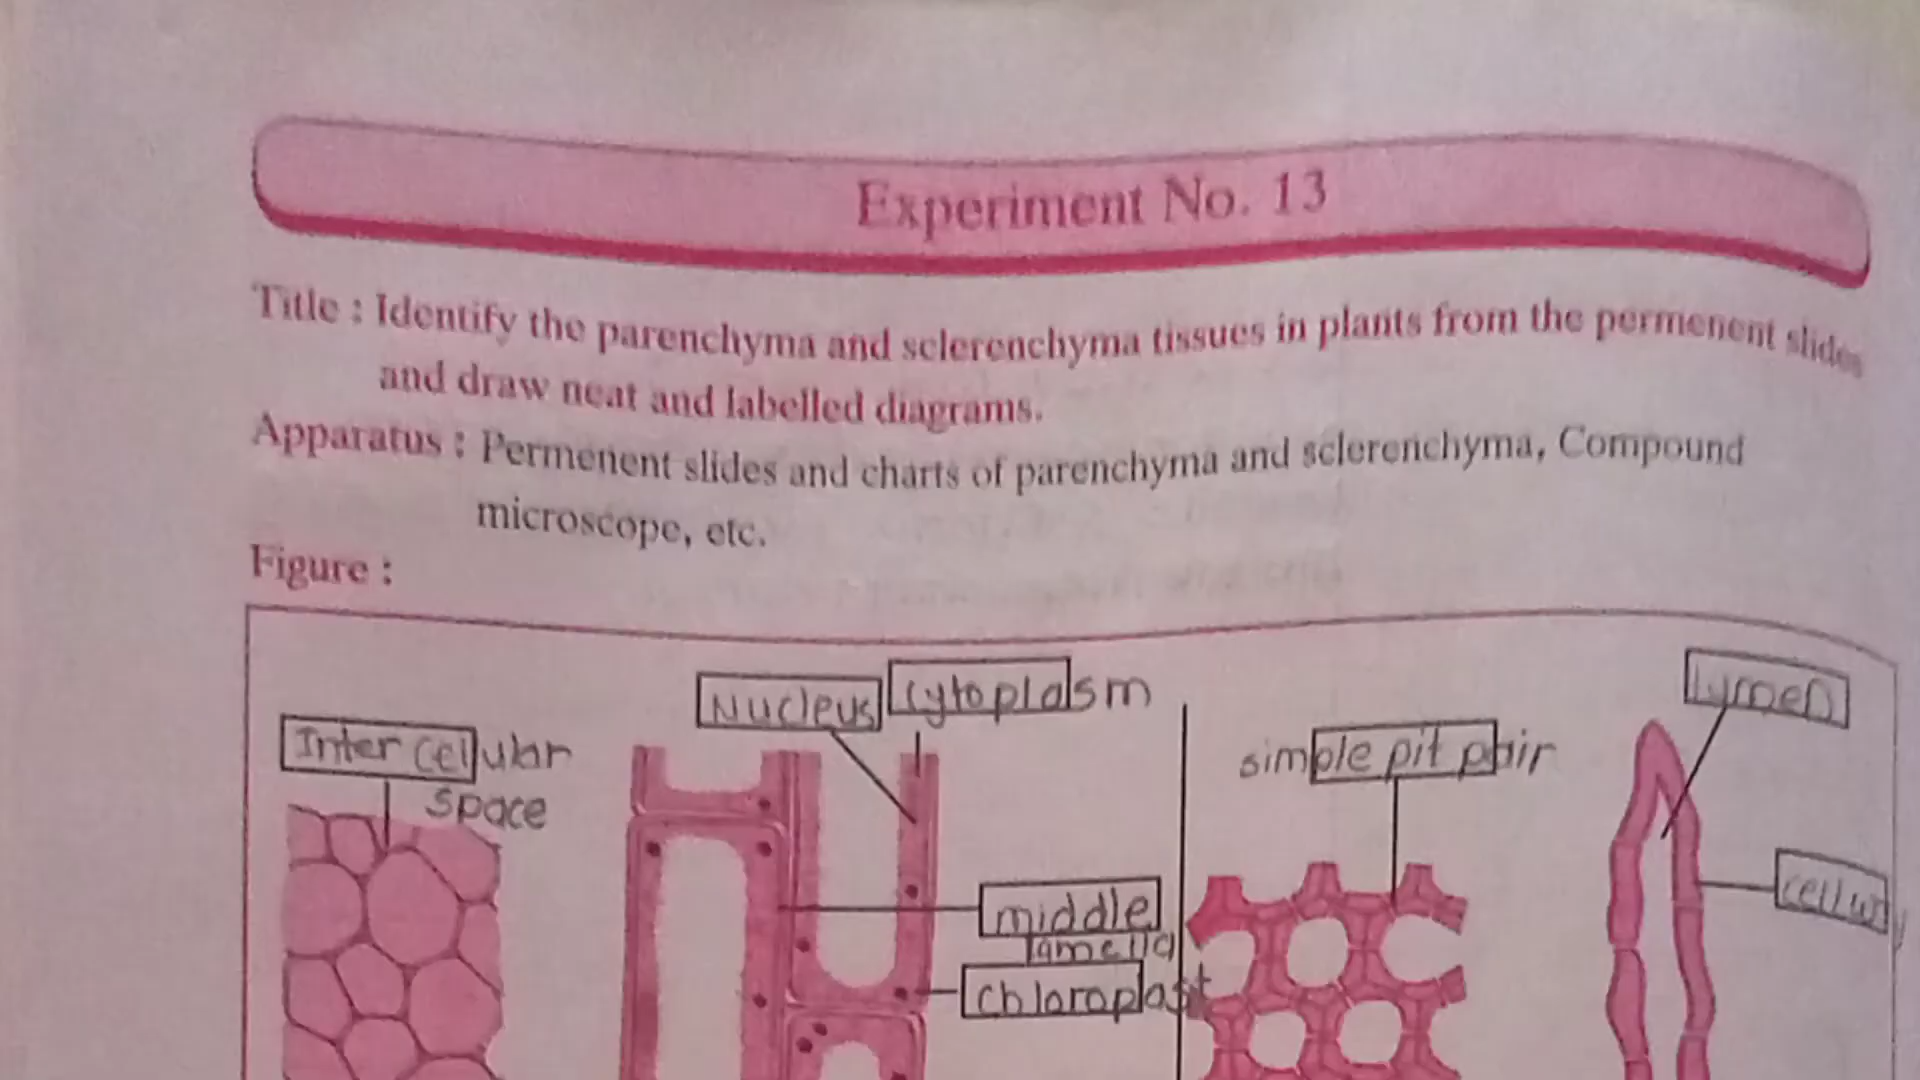 Experiment No. 13
Title : Identify the parenchyma and sclerenchyma tissues in plants from the permenent slides
and draw neat and labelled diagrams.
Apparatus : Permenent slides and charts of parenchyma and sclerenchyma, Compound
microscope, etc.
Figure :
Nucleus cytoplasm
lumen
Inter cellular
space
simple pit pair
middle
lamella
cell wall
chloroplast